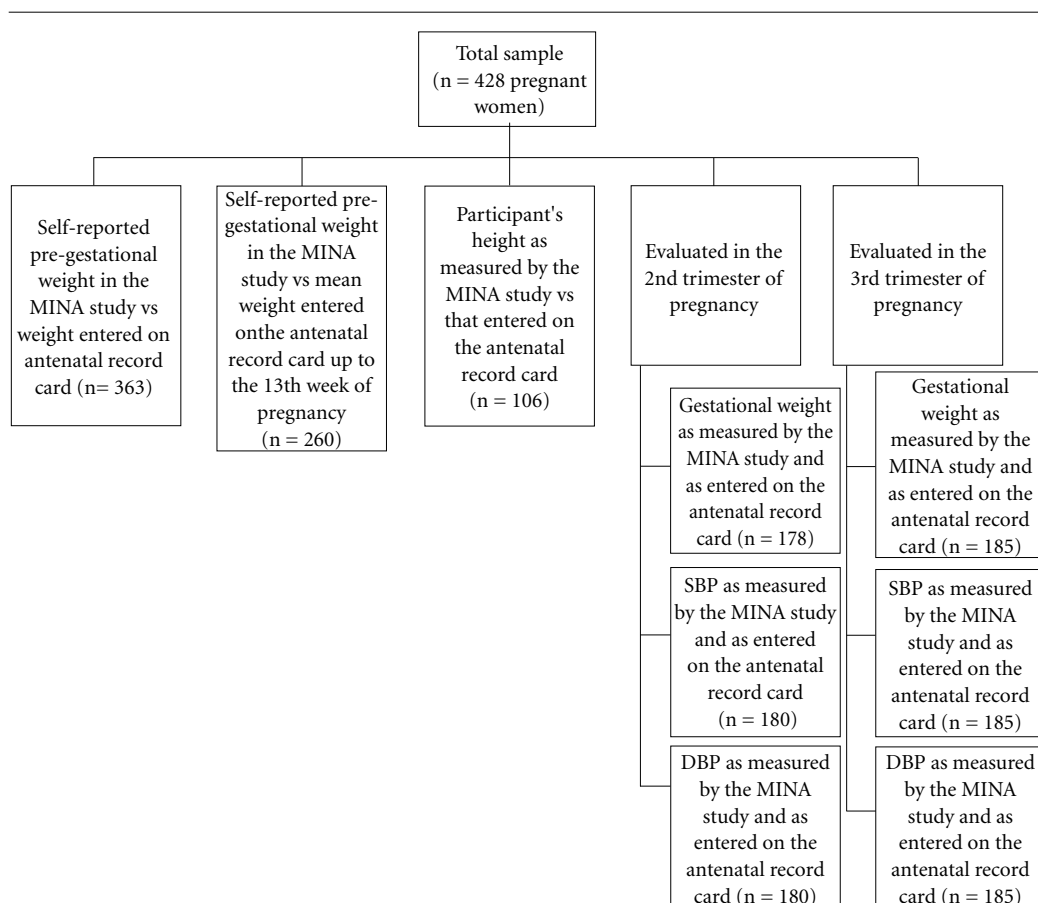 Total sample
(n = 428 pregnant
women)
Self-reported
pre-gestational
weight in the
MINA study vs
weight entered on
antenatal record
card (n= 363)
Self-reported pre-
gestational weight
in the MINA
study vs mean
weight entered
onthe antenatal
record card up to
the 13th week of
pregnancy
(n = 260)
Participant's
height as
measured by the
MINA study vs
that entered on
the antenatal
record card
(n = 106)
Evaluated in the
2nd trimester of
pregnancy
Evaluated in the
3rd trimester of
pregnancy
Gestational weight
as measured by the
MINA study and
as entered on the
antenatal record
card (n = 178)
SBP as measured
by the MINA study
and as entered
on the antenatal
record card
(n = 180)
DBP as measured
by the MINA
study and as
entered on the
antenatal record
card (n = 180)
Gestational
weight as
measured by the
MINA study and
as entered on the
antenatal record
card (n = 185)
SBP as measured
by the MINA
study and as
entered on the
antenatal record
card (n = 185)
DBP as measured
by the MINA
study and as
entered on the
antenatal record
card (n = 185)